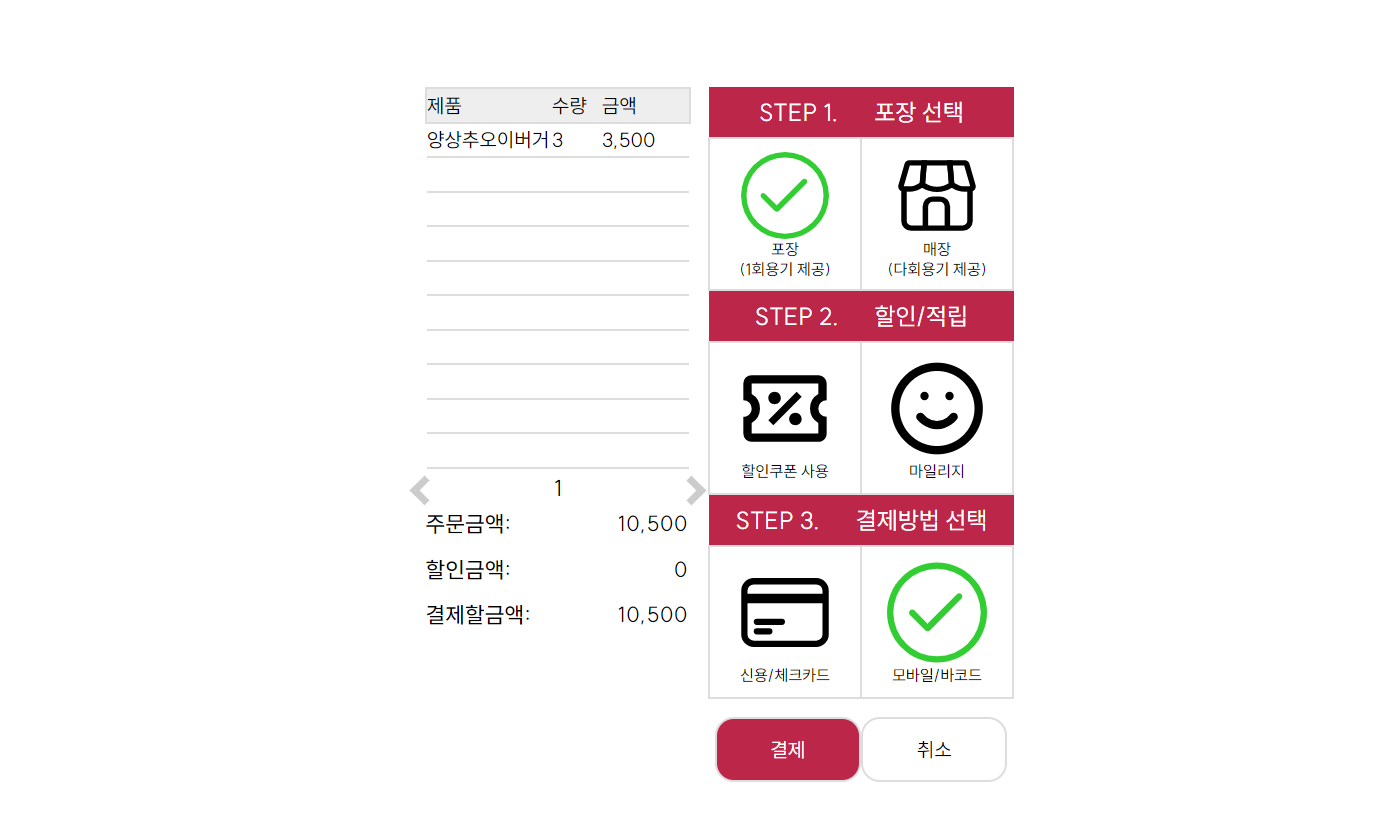 제품 수량 금액
양상추오이버거 3 3,500
1
주문금액: 10,500
할인금액: 0
결제할금액: 10,500
STEP 1. 포장 선택
포장 매장
(1회용기 제공) (다회용기 제공)
STEP 2. 할인/적립
할인쿠폰 사용 마일리지
STEP 3. 결제방법 선택
신용/체크카드 모바일/바코드
결제 취소